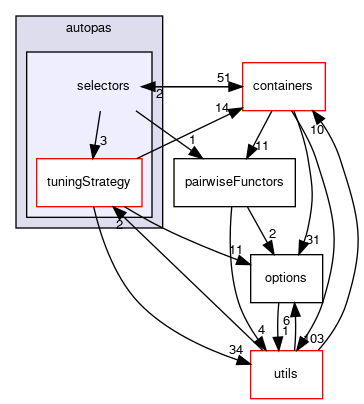 autopas
selectors
51
containers
2
14
3
1
11
10
tuningStrategy
pairwiseFunctors
2
2
11
31
options
6
1
34
4
103
utils